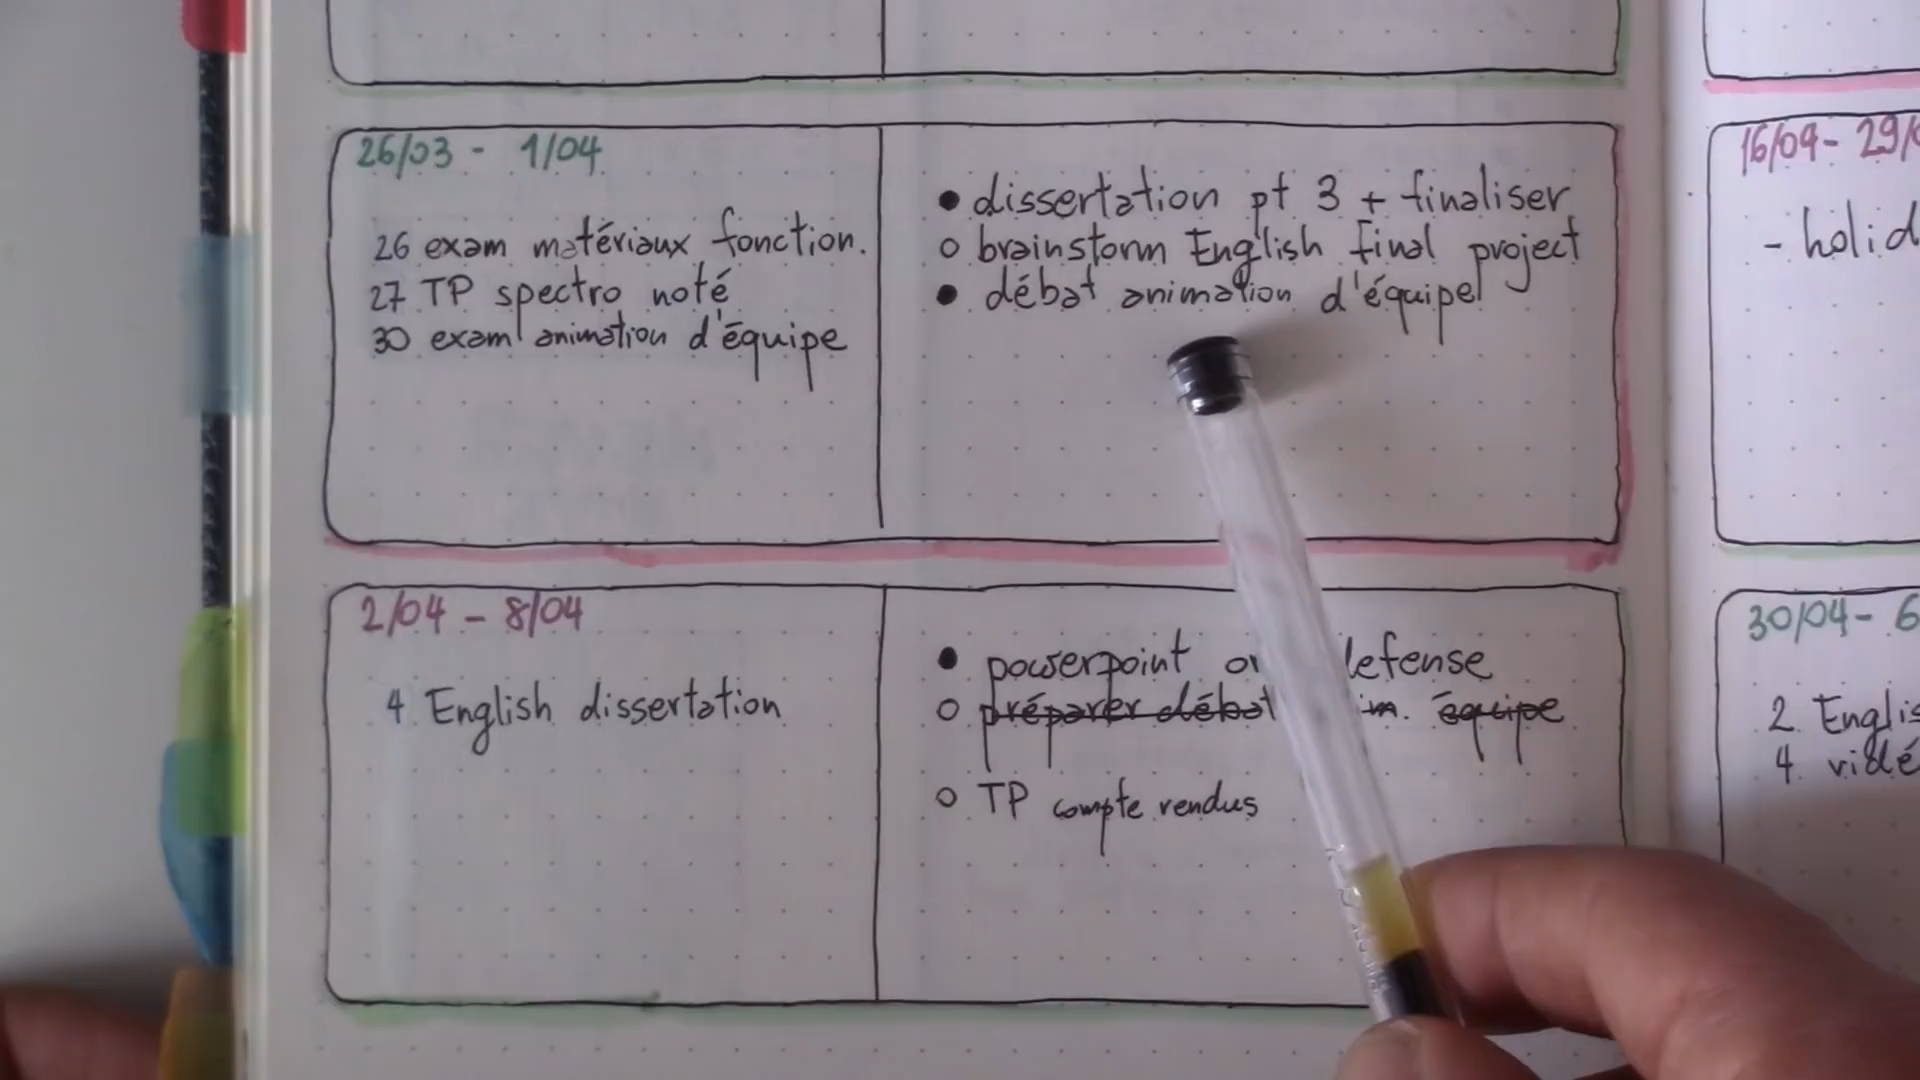 26/03 - 1/04
26 exam matériaux fonction.
27 TP spectro noté
30 exam animation d'équipe
• dissertation pt 3 + finaliser
○ brainstorm English final project
• débat animation d'équipe
2/04 - 8/04
4 English dissertation
• powerpoint defense
○ préparer débat équipe
○ TP compte rendus
16/04 -
- holid
30/04 - 6
2 Englis
4 vidé